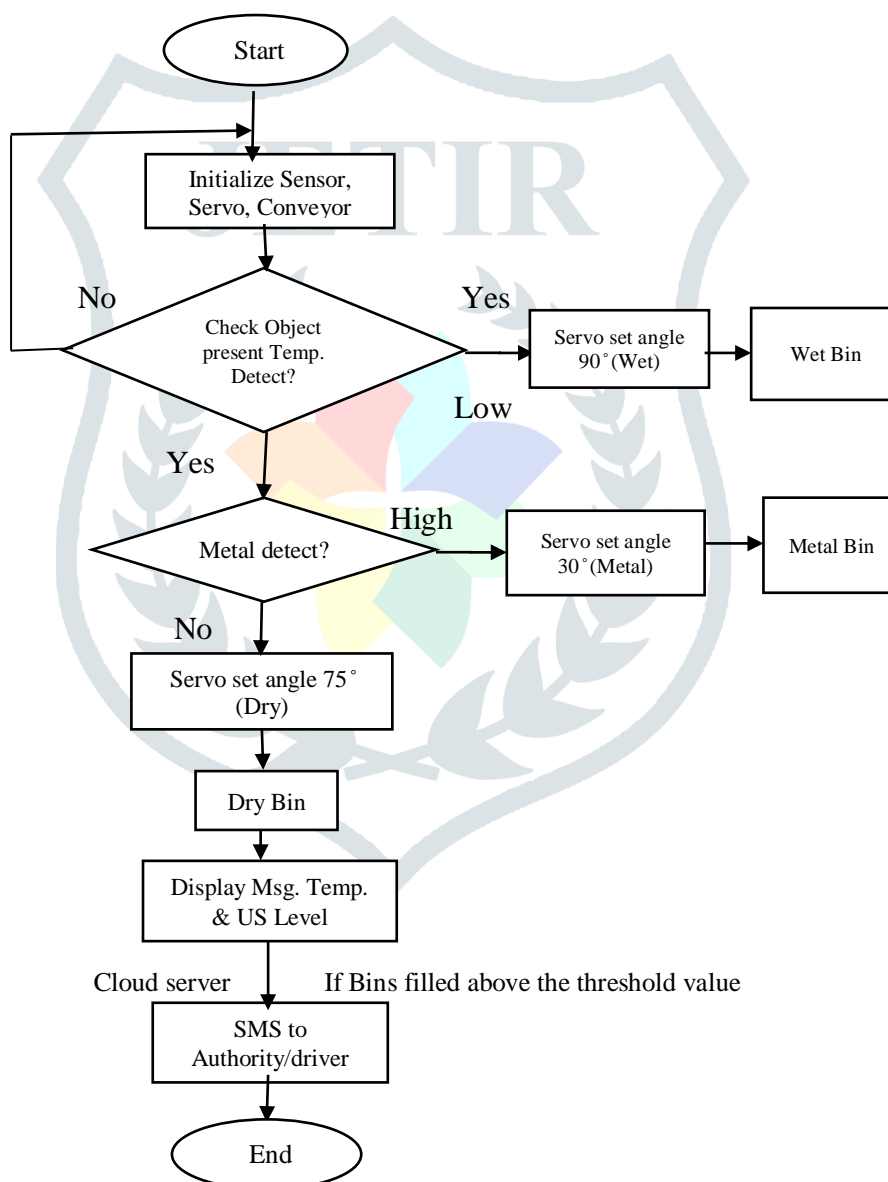 Start
JETIR
Initialize Sensor,
Servo, Conveyor
No
Yes
Check Object
present Temp.
Detect?
Servo set angle
90°(Wet)
Wet Bin
Low
Yes
High
Metal detect?
Servo set angle
30°(Metal)
Metal Bin
No
Servo set angle 75°
(Dry)
Dry Bin
Display Msg. Temp.
& US Level
Cloud server
If Bins filled above the threshold value
SMS to
Authority/driver
End